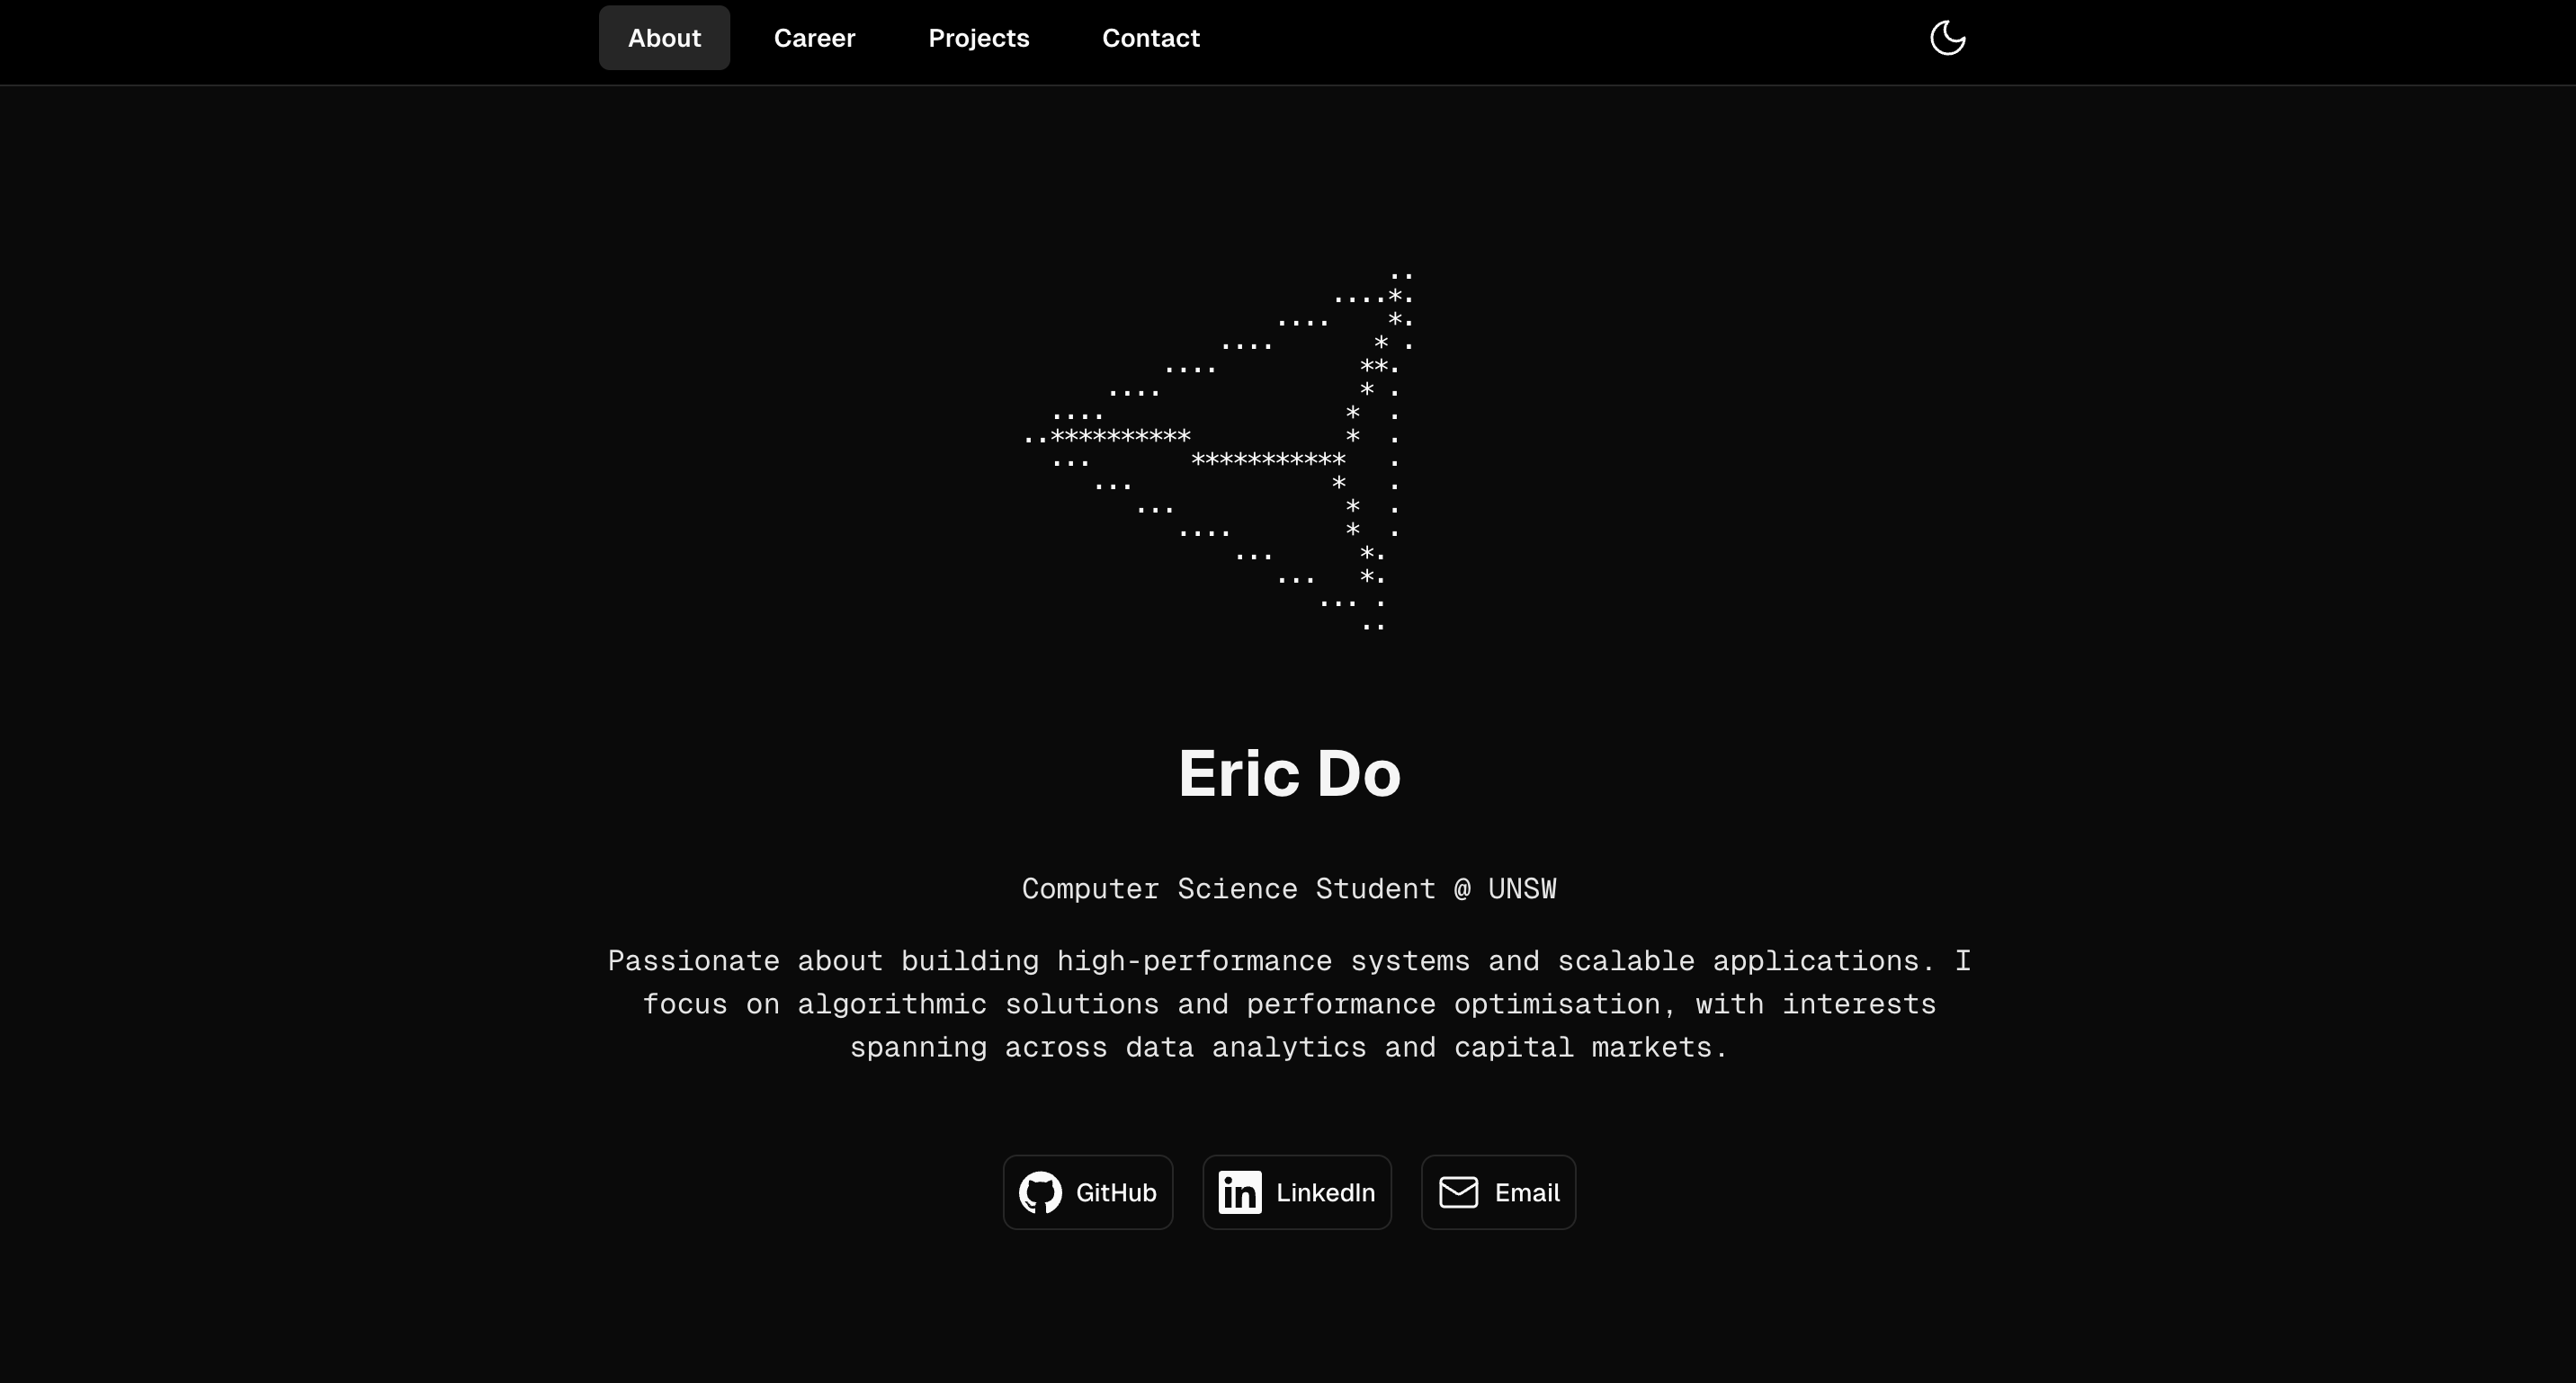 About Career Projects Contact
..
....*.
.... *.
.... * .
.... **.
.... * .
.... * .
..********** * .
... *********** .
... * .
... * .
.... * .
... *.
... *.
... .
..
Eric Do
Computer Science Student @ UNSW
Passionate about building high-performance systems and scalable applications. I
focus on algorithmic solutions and performance optimisation, with interests
spanning across data analytics and capital markets.
GitHub LinkedIn Email